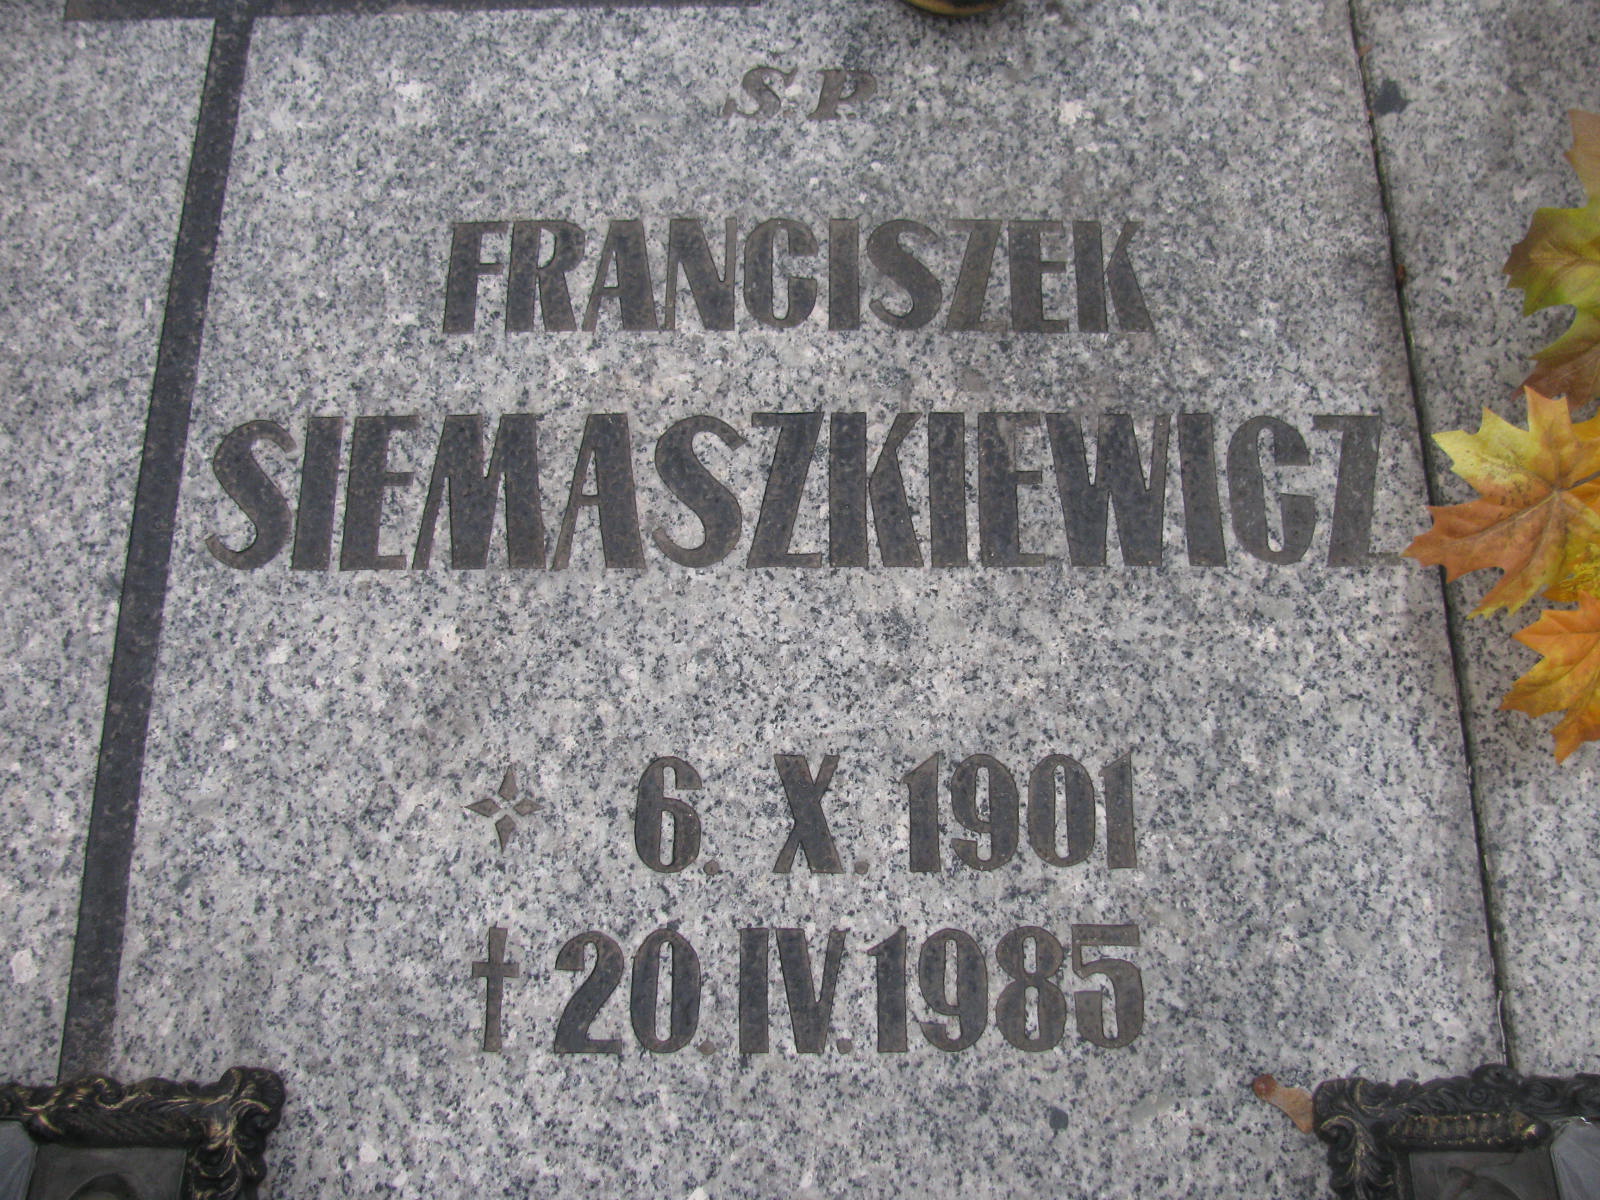 S.P.
FRANCISZEK
SIEMASZKIEWICZ
6. X. 1901
† 20. IV. 1985